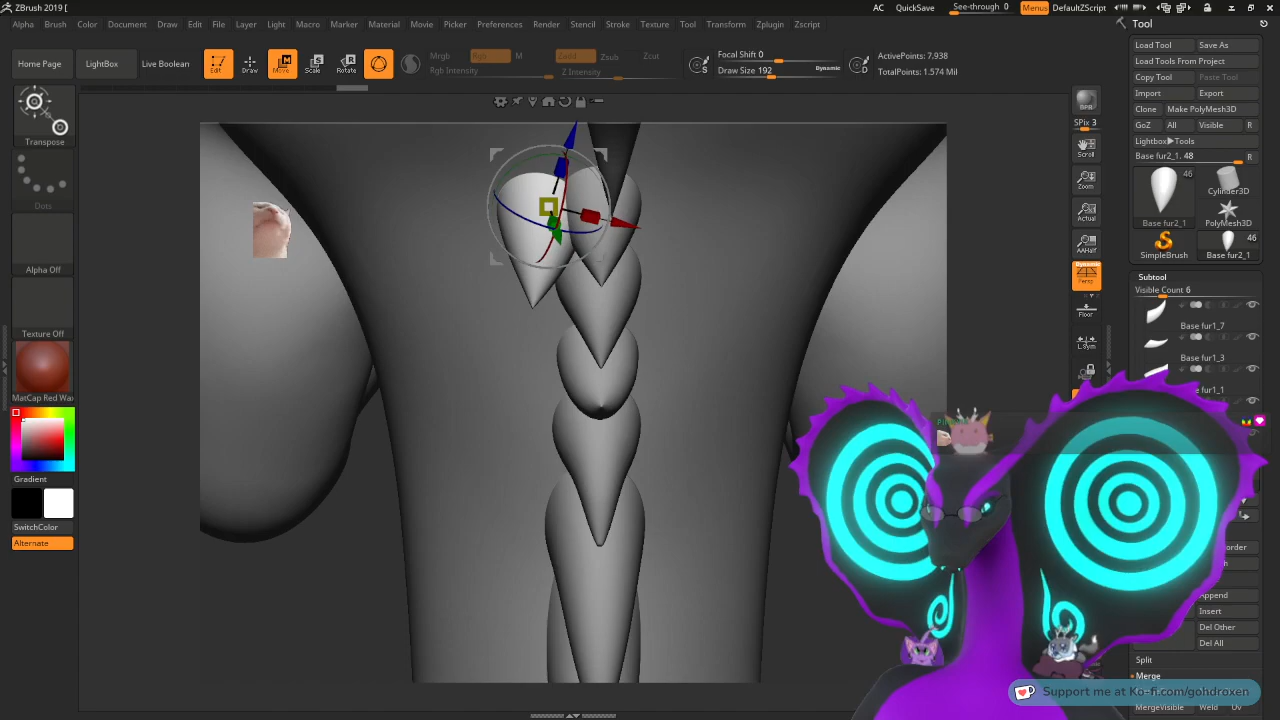 ZBrush 2019 [
AC QuickSave See-through 0 Menus DefaultZScript
Alpha Brush Color Document Draw Edit File Layer Light Macro Marker Material Movie Picker Preferences Render Stencil Stroke Texture Tool Transform Zplugin Zscript
Home Page LightBox Live Boolean Edit Draw Move Scale Rotate
Mrgb Rgb M Zadd Zsub Zcut
Rgb Intensity Z Intensity
Focal Shift 0
Draw Size 192 Dynamic
ActivePoints: 7,938
TotalPoints: 1.574 Mil
Transpose
Dots
Alpha Off
Texture Off
MatCap Red Wax
Gradient
SwitchColor
Alternate
BPR
SPix 3
Scroll
Zoom
Actual
AAHalf
Dynamic
Persp
Floor
L.Sym
Tool
Load Tool Save As
Load Tools From Project
Copy Tool Paste Tool
Import Export
Clone Make PolyMesh3D
GoZ All Visible R
Lightbox▶Tools
Base fur2_1. 48 R
46
Base fur2_1 Cylinder3D
PolyMesh3D
46
SimpleBrush Base fur2_1
Subtool
Visible Count 6
Base fur1_7
Base fur1_3
Base fur1_1
Append
Insert
Del Other
Del All
Split
Merge
MergeVisible Weld Uv
Support me at Ko-fi.com/gohdroxen